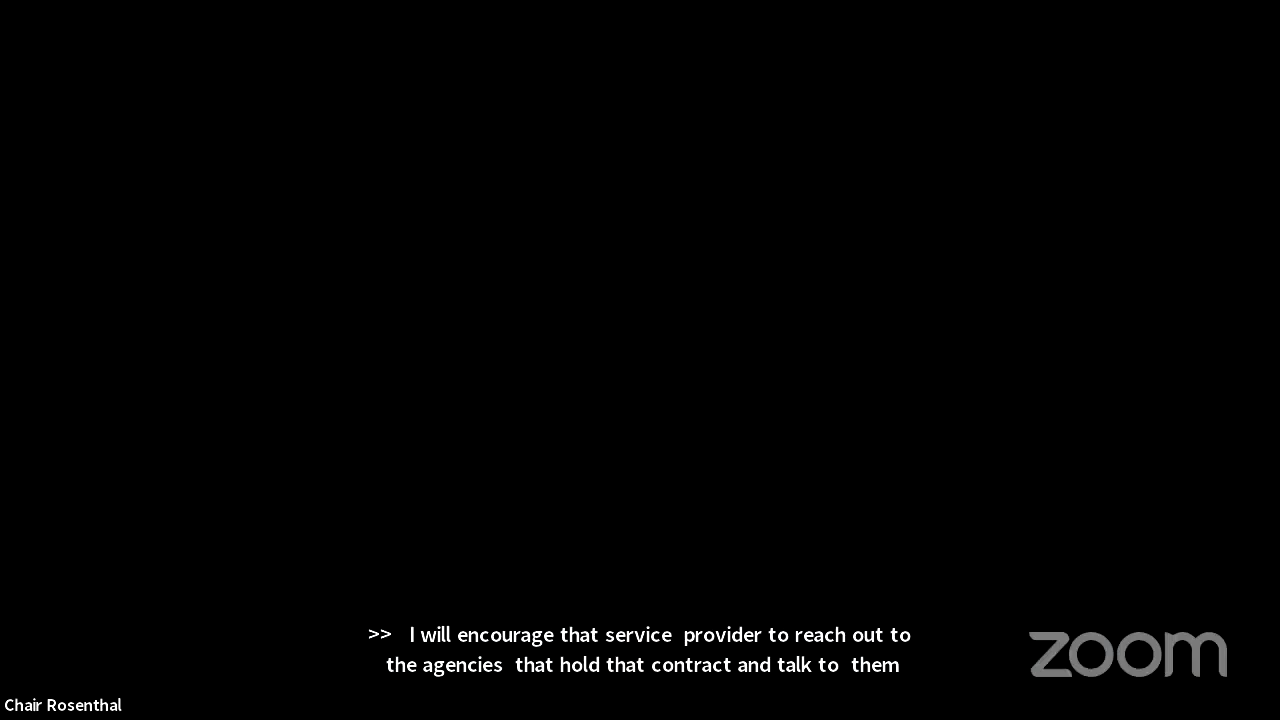 >> I will encourage that service provider to reach out to
the agencies that hold that contract and talk to them
zoom
Chair Rosenthal